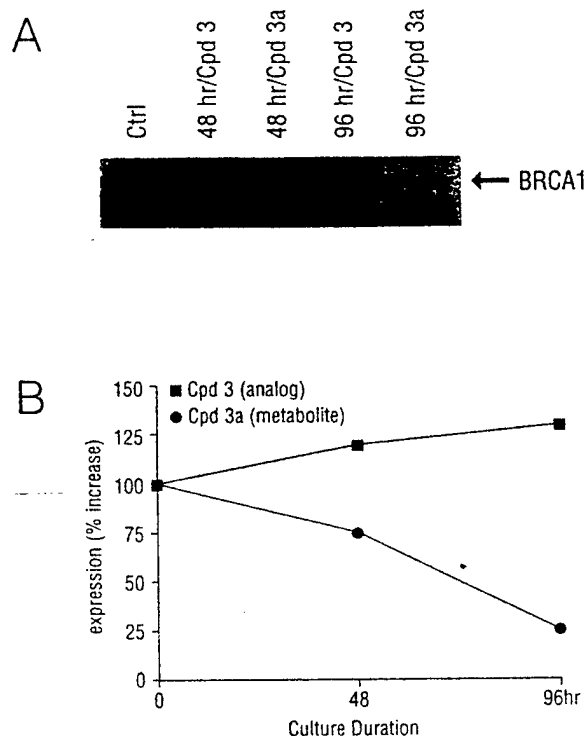 A
Ctrl
48 hr/Cpd 3
48 hr/Cpd 3a
96 hr/Cpd 3
96 hr/Cpd 3a
BRCA1
B
Cpd 3 (analog)
Cpd 3a (metabolite)
expression (% increase)
150
125
100
75
50
25
0
0
48
96hr
Culture Duration